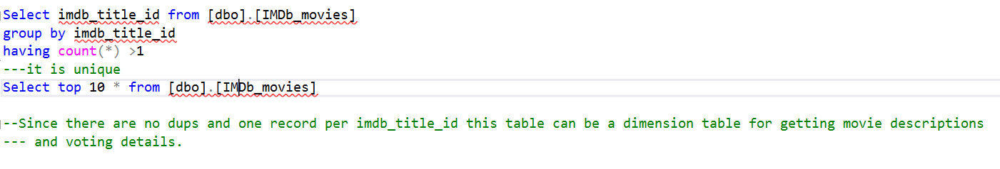 Select imdb_title_id from [dbo].[IMDb_movies]
group by imdb_title_id
having count(*) >1
---it is unique
Select top 10 * from [dbo].[IMDb_movies]
--Since there are no dups and one record per imdb_title_id this table can be a dimension table for getting movie descriptions
--- and voting details.